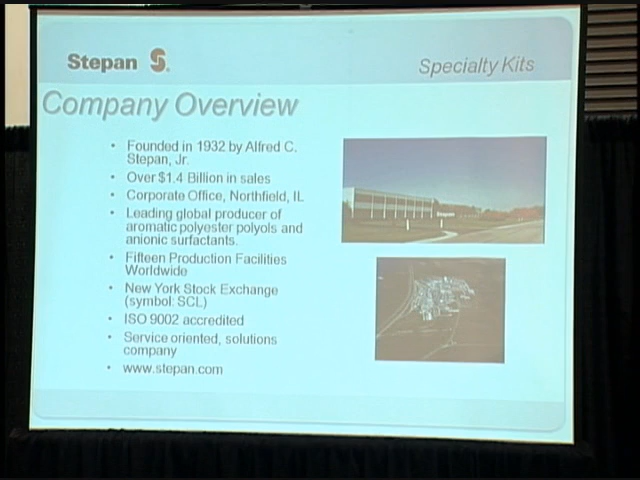 Stepan S
Specialty Kits
Company Overview
• Founded in 1932 by Alfred C.
Stepan, Jr.
• Over $1.4 Billion in sales
• Corporate Office, Northfield, IL
• Leading global producer of
aromatic polyester polyols and
anionic surfactants.
• Fifteen Production Facilities
Worldwide
• New York Stock Exchange
(symbol: SCL)
• ISO 9002 accredited
• Service oriented, solutions
company
• www.stepan.com